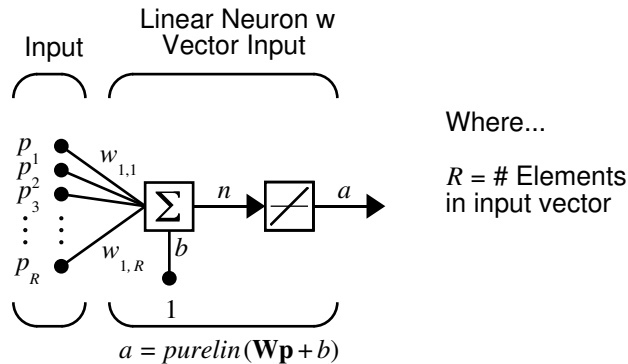 Linear Neuron w
Vector Input
Input
Where...
R = # Elements
in input vector
p1
p2
p3
pR
w1,1
w1, R
Σ
n
a
b
1
a = purelin (Wp + b)